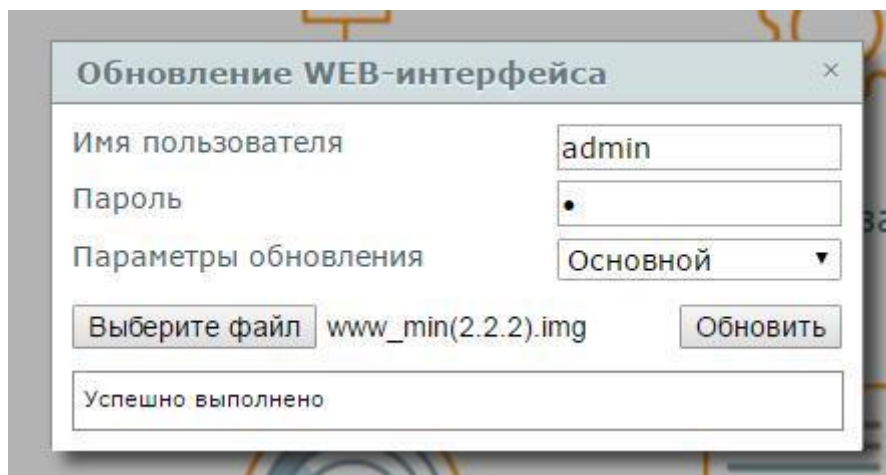 Обновление WEB-интерфейса ×
Имя пользователя admin
Пароль •
Параметры обновления Основной ▼
Выберите файл www_min(2.2.2).img Обновить
Успешно выполнено